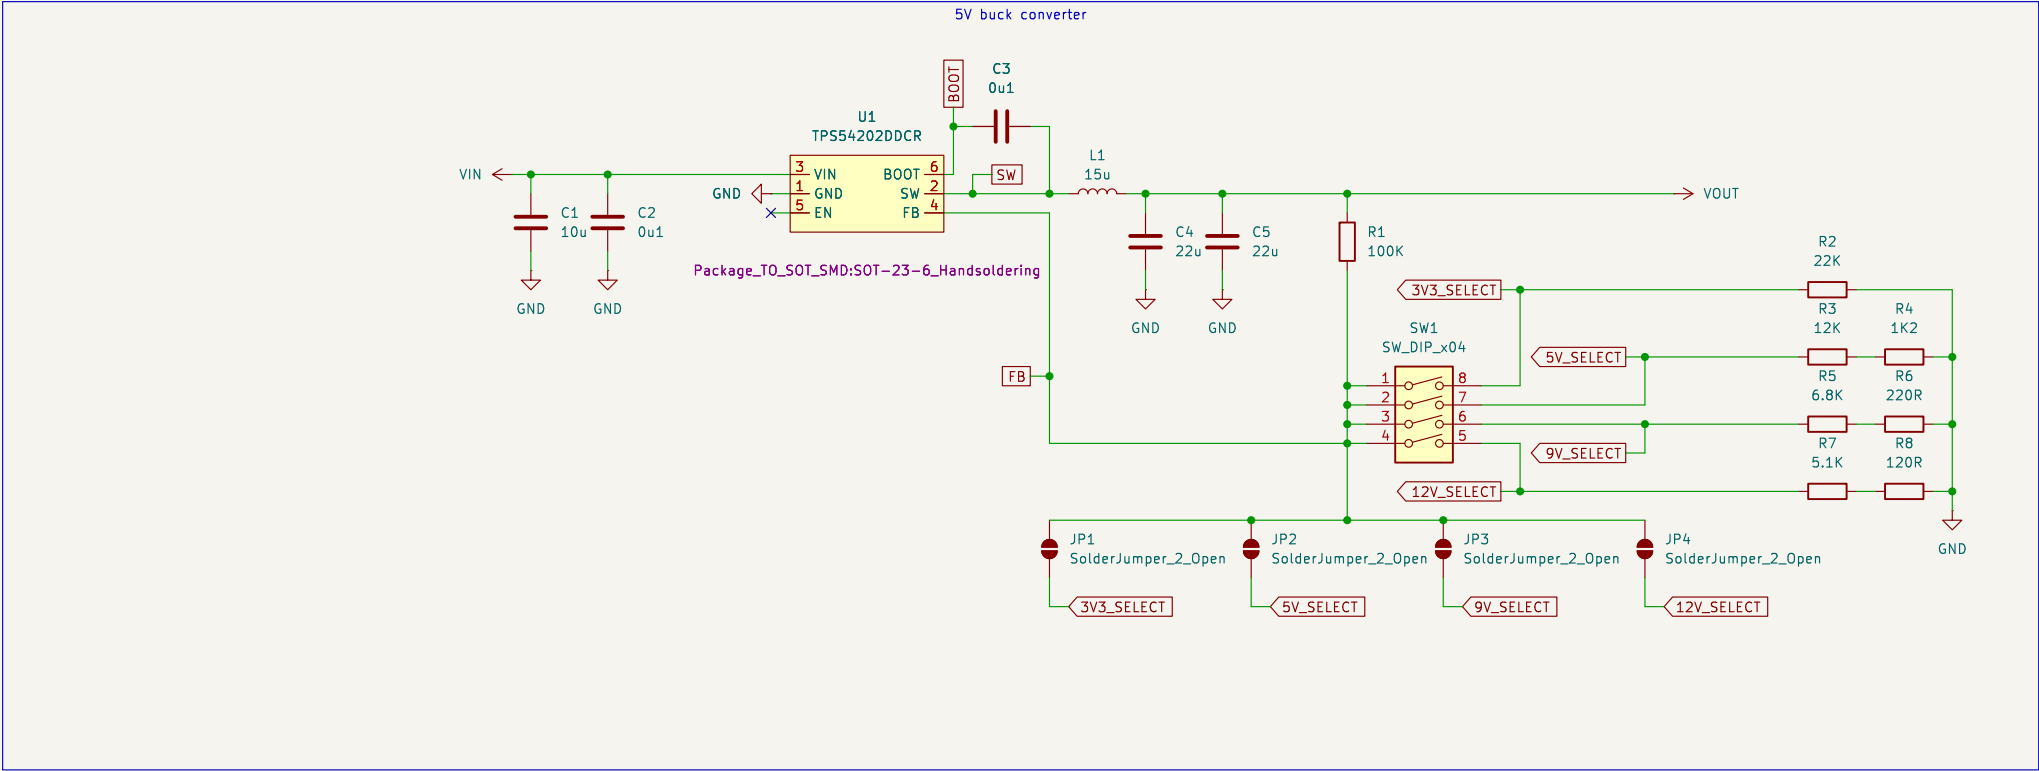 5V buck converter
BOOT
C3
0u1
U1
TPS54202DDCR
VIN
3
VIN
BOOT
6
GND
1
GND
SW
2
5
EN
FB
4
SW
L1
15u
VOUT
C1
10u
C2
0u1
GND
GND
Package_TO_SOT_SMD:SOT-23-6_Handsoldering
C4
22u
C5
22u
GND
GND
R1
100K
R2
22K
3V3_SELECT
R3
12K
R4
1K2
SW1
SW_DIP_x04
5V_SELECT
FB
1
8
2
7
3
6
4
5
R5
6.8K
R6
220R
9V_SELECT
R7
5.1K
R8
120R
12V_SELECT
GND
JP1
SolderJumper_2_Open
JP2
SolderJumper_2_Open
JP3
SolderJumper_2_Open
JP4
SolderJumper_2_Open
3V3_SELECT
5V_SELECT
9V_SELECT
12V_SELECT